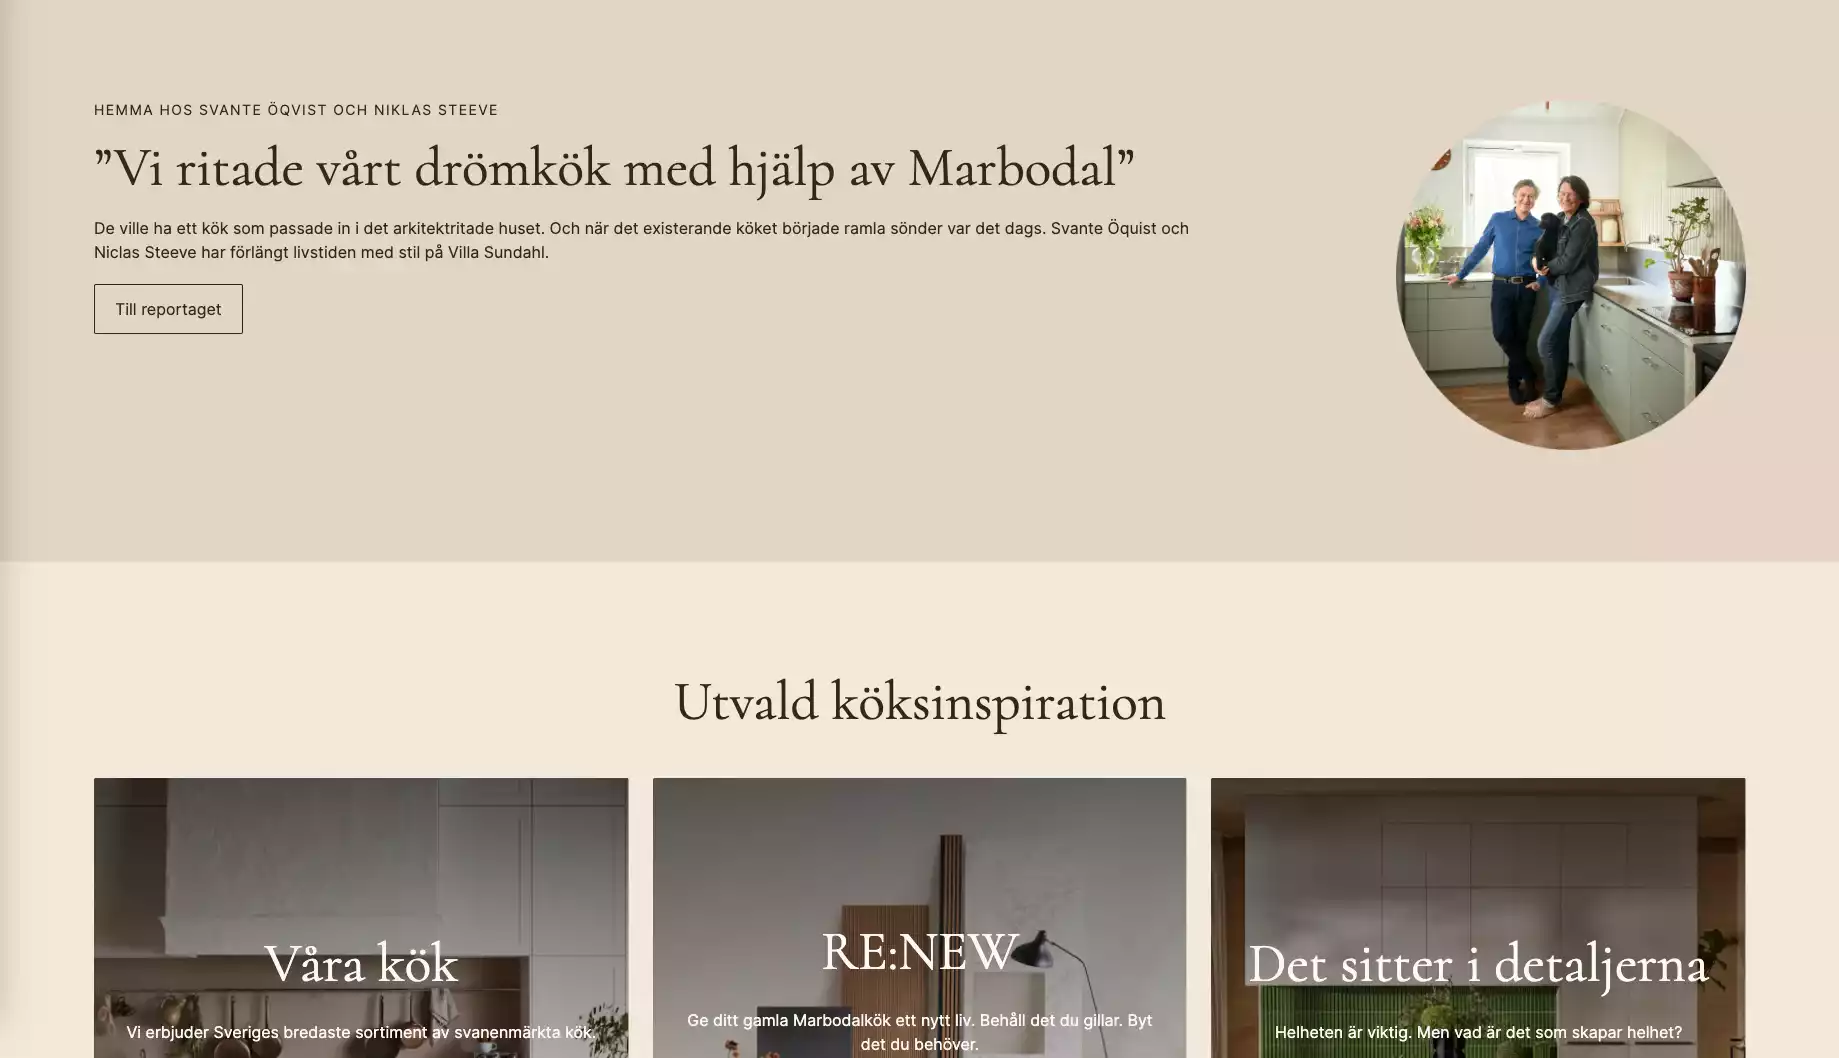 HEMMA HOS SVANTE ÖQVIST OCH NIKLAS STEEVE
”Vi ritade vårt drömkök med hjälp av Marbodal”
De ville ha ett kök som passade in i det arkitektritade huset. Och när det existerande köket började ramla sönder var det dags. Svante Öquist och
Niclas Steeve har förlängt livstiden med stil på Villa Sundahl.
Till reportaget
Utvald köksinspiration
Våra kök
Vi erbjuder Sveriges bredaste sortiment av svanenmärkta kök.
RE:NEW
Ge ditt gamla Marbodalkök ett nytt liv. Behåll det du gillar. Byt
det du behöver.
Det sitter i detaljerna
Helheten är viktig. Men vad är det som skapar helhet?